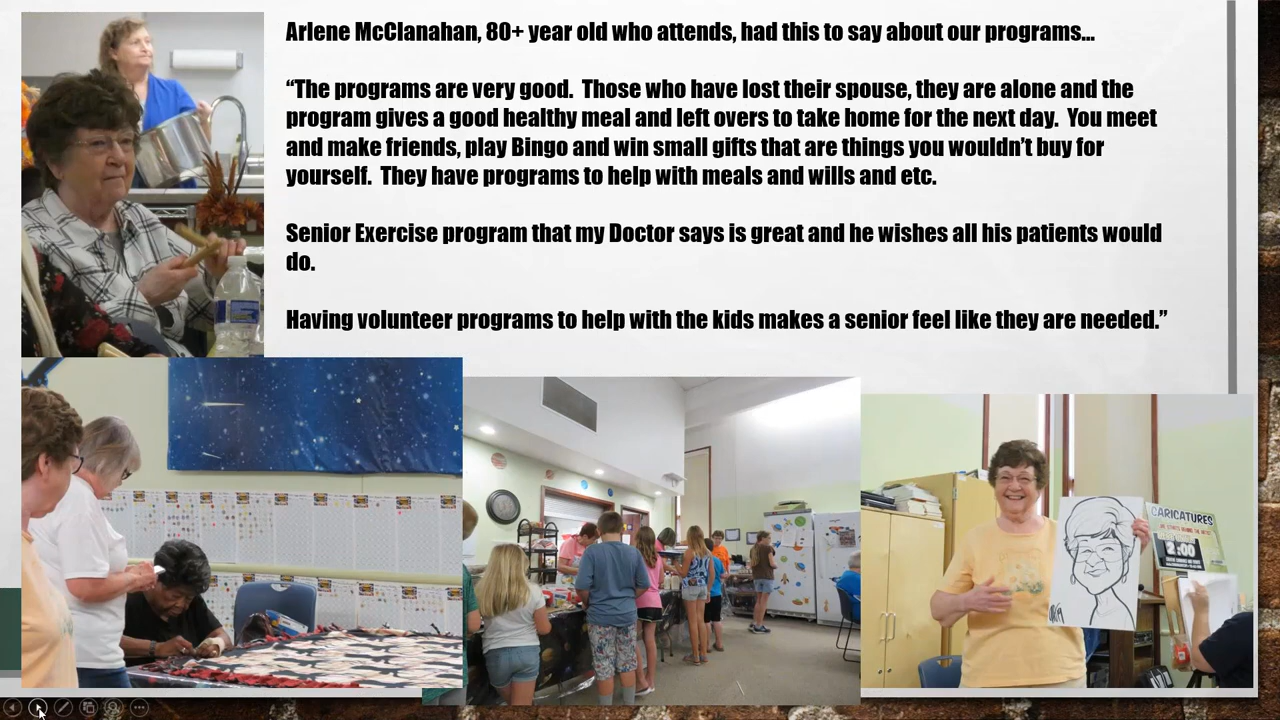 Arlene McClanahan, 80+ year old who attends, had this to say about our programs...
“The programs are very good.  Those who have lost their spouse, they are alone and the
program gives a good healthy meal and left overs to take home for the next day.  You meet
and make friends, play Bingo and win small gifts that are things you wouldn’t buy for
yourself.  They have programs to help with meals and wills and etc.
Senior Exercise program that my Doctor says is great and he wishes all his patients would
do.
Having volunteer programs to help with the kids makes a senior feel like they are needed.”
CARICATURES
2:00